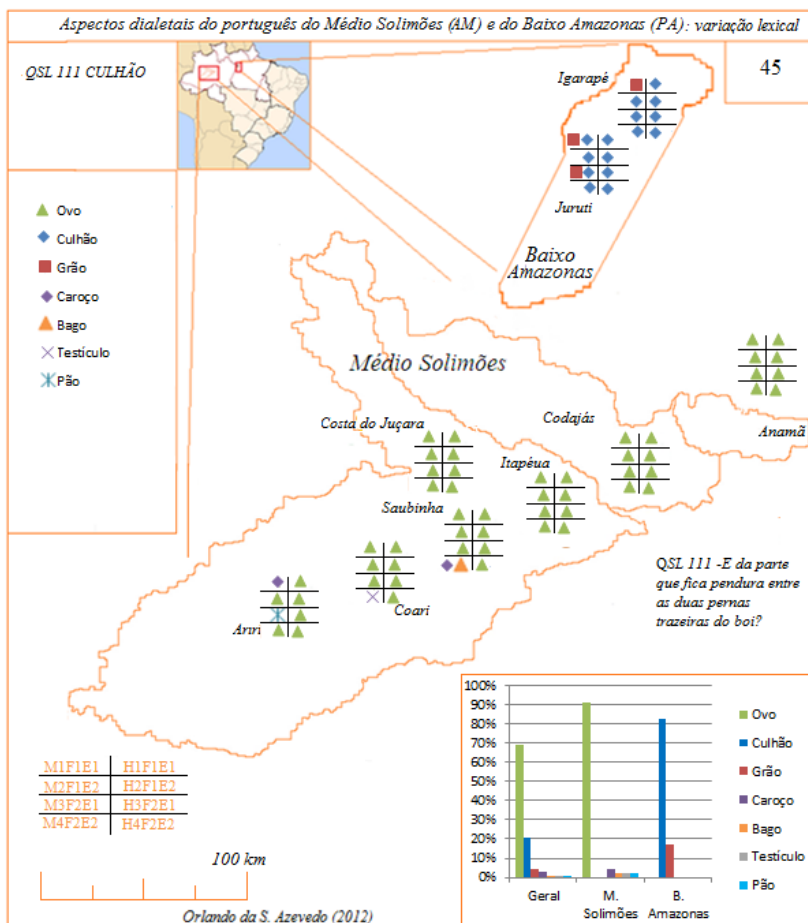 Aspectos dialetais do português do Médio Solimões (AM) e do Baixo Amazonas (PA): variação lexical
QSL 111 CULHÃO
45
Igarapé
Juruti
Baixo
Amazonas
Ovo
Culhão
Grão
Caroço
Bago
Testículo
Pão
Médio Solimões
Costa do Juçara
Codajás
Anamã
Itapéua
Saubinha
Coari
Ariri
QSL 111 -E da parte
que fica pendura entre
as duas pernas
trazeiras do boi?
M1F1E1 H1F1E1
M2F1E2 H2F1E2
M3F2E1 H3F2E1
M4F2E2 H4F2E2
100 km
Orlando da S. Azevedo (2012)
100%
90%
80%
70%
60%
50%
40%
30%
20%
10%
0%
Geral
M.
Solimões
B.
Amazonas
Ovo
Culhão
Grão
Caroço
Bago
Testículo
Pão